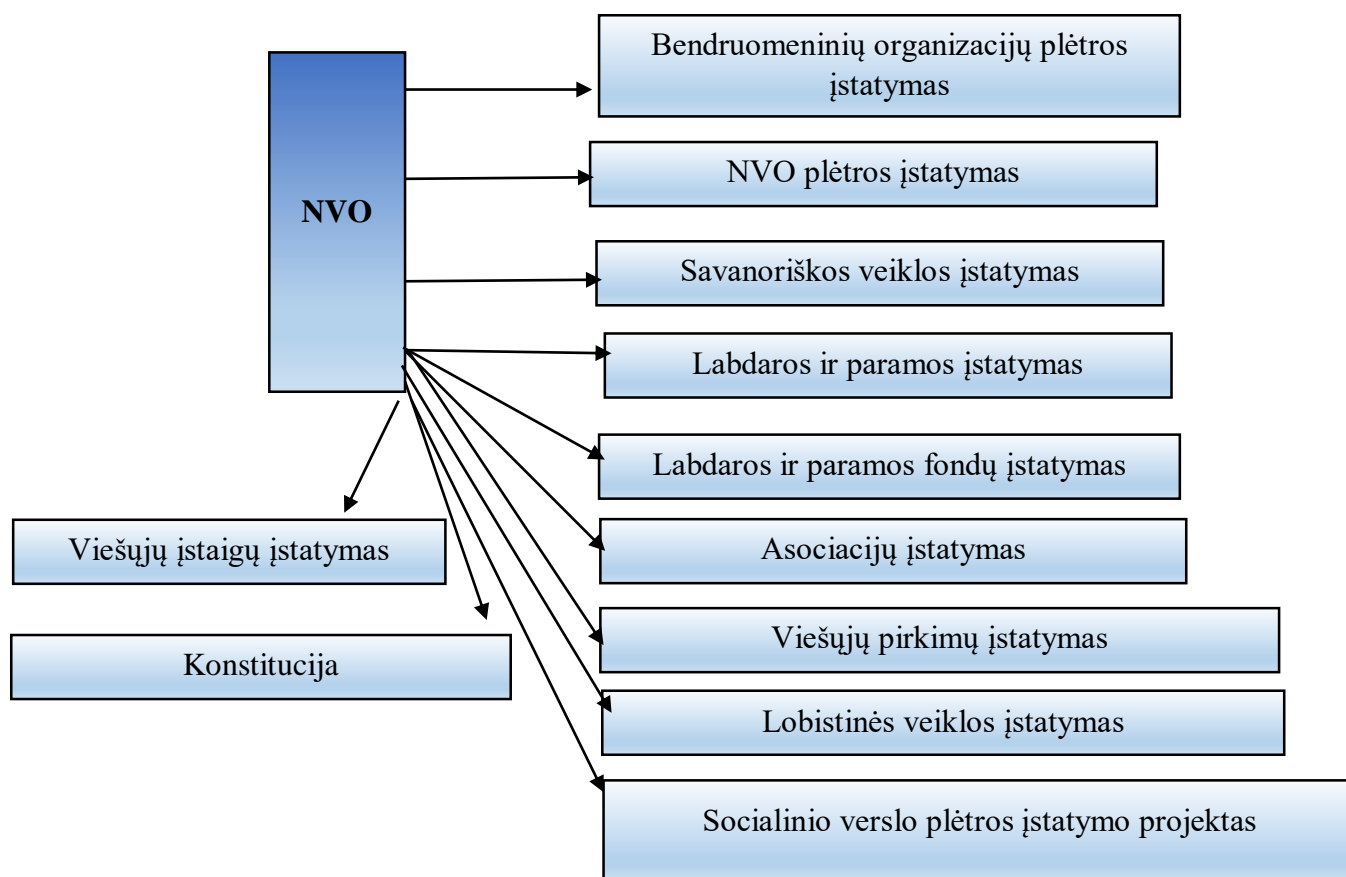 Bendruomeninių organizacijų plėtros
įstatymas
NVO plėtros įstatymas
NVO
Savanoriškos veiklos įstatymas
Labdaros ir paramos įstatymas
Labdaros ir paramos fondų įstatymas
Viešųjų įstaigų įstatymas
Asociacijų įstatymas
Viešųjų pirkimų įstatymas
Konstitucija
Lobistinės veiklos įstatymas
Socialinio verslo plėtros įstatymo projektas